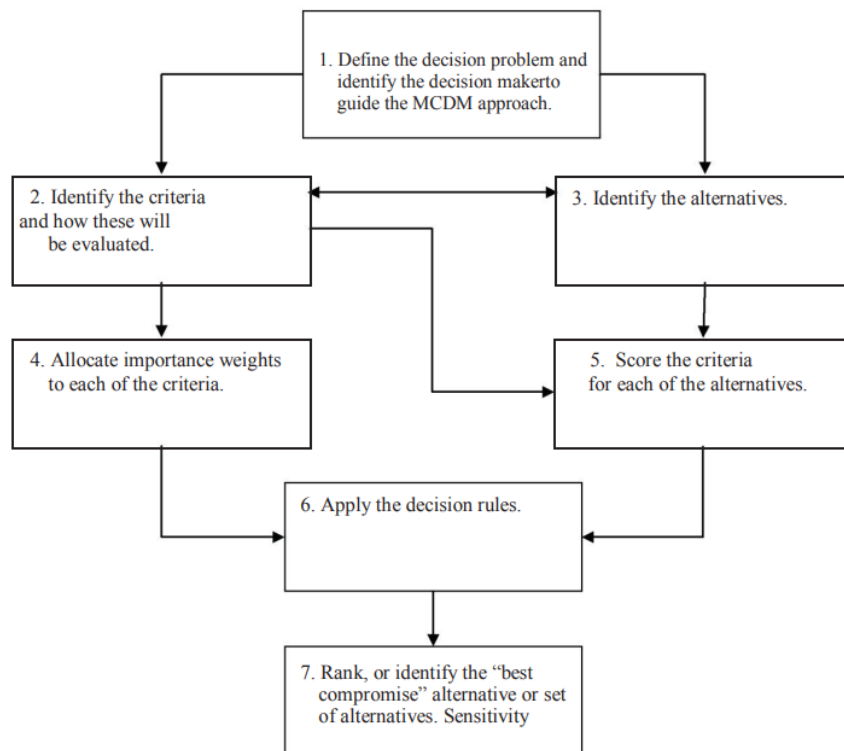 1. Define the decision problem and
identify the decision makerto
guide the MCDM approach.
2. Identify the criteria
and how these will
be evaluated.
3. Identify the alternatives.
4. Allocate importance weights
to each of the criteria.
5. Score the criteria
for each of the alternatives.
6. Apply the decision rules.
7. Rank, or identify the “best
compromise” alternative or set
of alternatives. Sensitivity